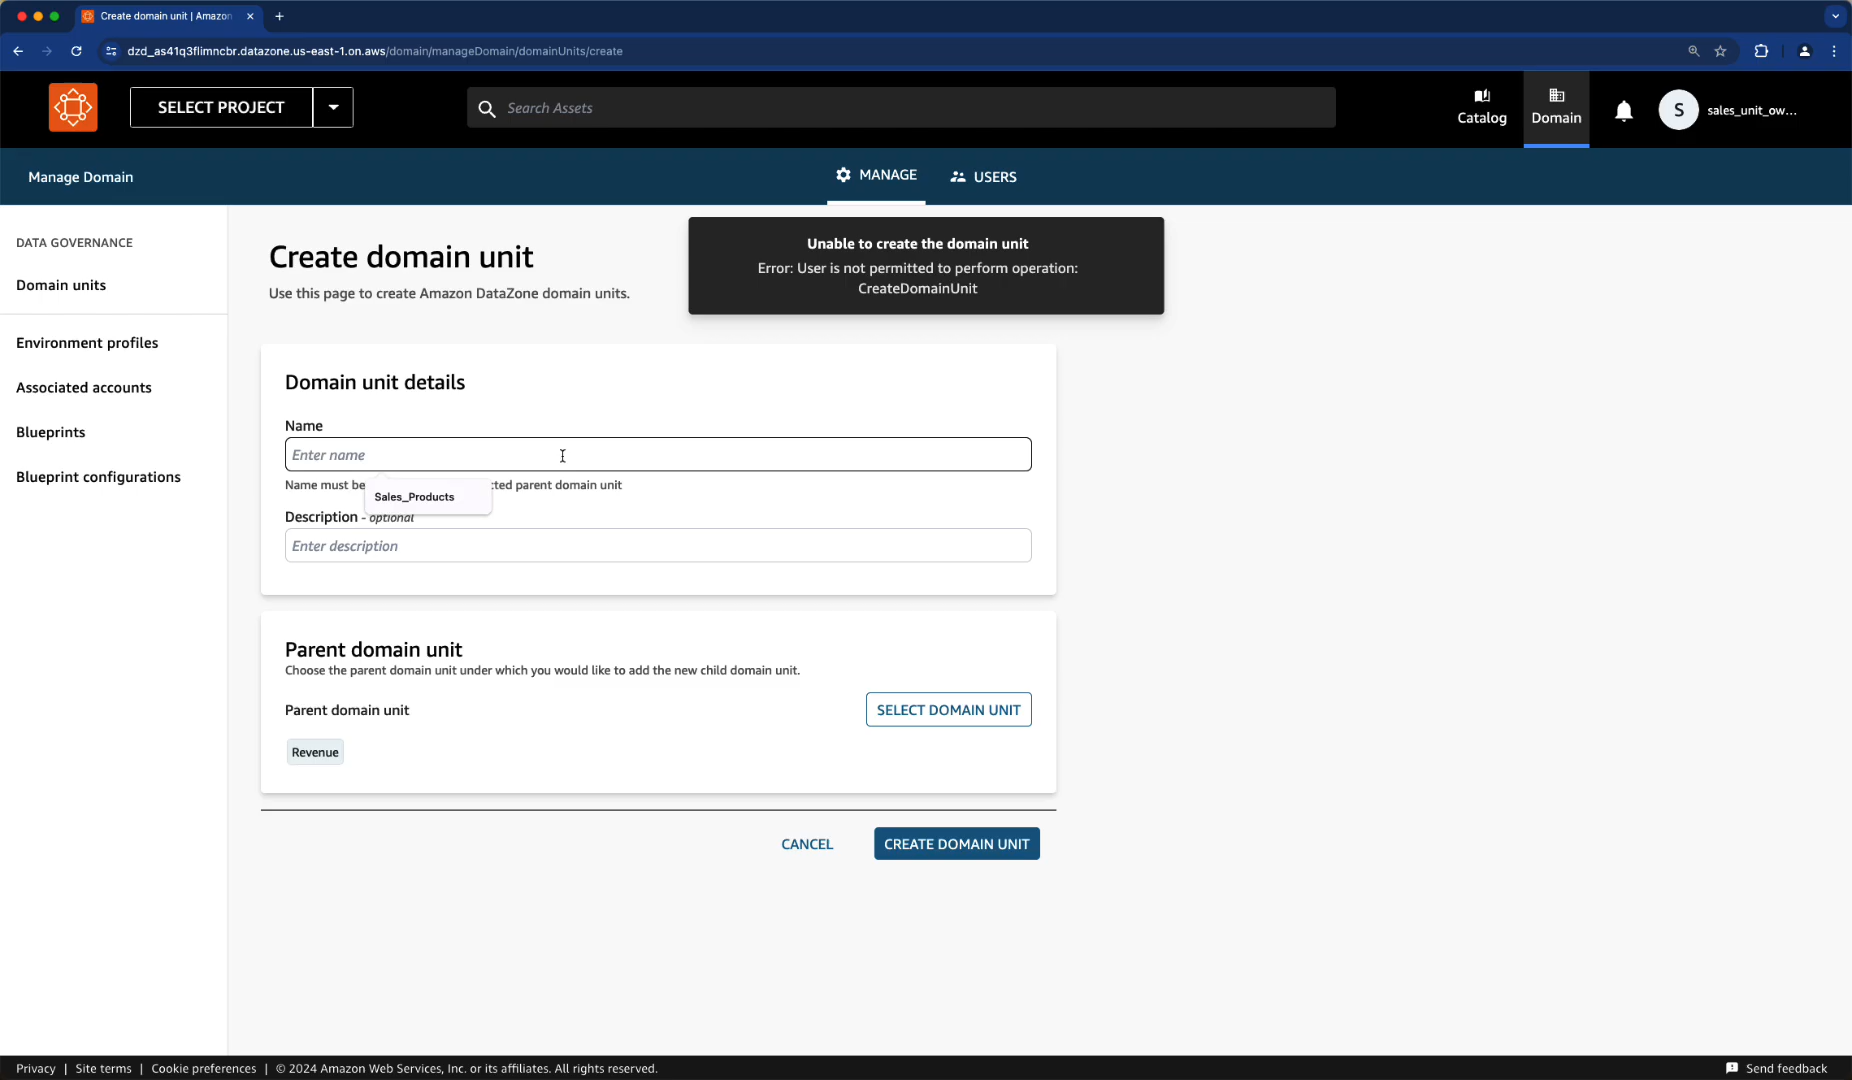 Create domain unit | Amazon
dzd_as41q3flimncbr.datazone.us-east-1.on.aws/domain/manageDomain/domainUnits/create
SELECT PROJECT
Search Assets
Catalog
Domain
S
sales_unit_ow...
Manage Domain
MANAGE
USERS
DATA GOVERNANCE
Domain units
Environment profiles
Associated accounts
Blueprints
Blueprint configurations
Create domain unit
Use this page to create Amazon DataZone domain units.
Unable to create the domain unit
Error: User is not permitted to perform operation:
CreateDomainUnit
Domain unit details
Name
Enter name
Name must be cted parent domain unit
Sales_Products
Description - optional
Enter description
Parent domain unit
Choose the parent domain unit under which you would like to add the new child domain unit.
Parent domain unit
SELECT DOMAIN UNIT
Revenue
CANCEL
CREATE DOMAIN UNIT
Privacy | Site terms | Cookie preferences | © 2024 Amazon Web Services, Inc. or its affiliates. All rights reserved.
Send feedback